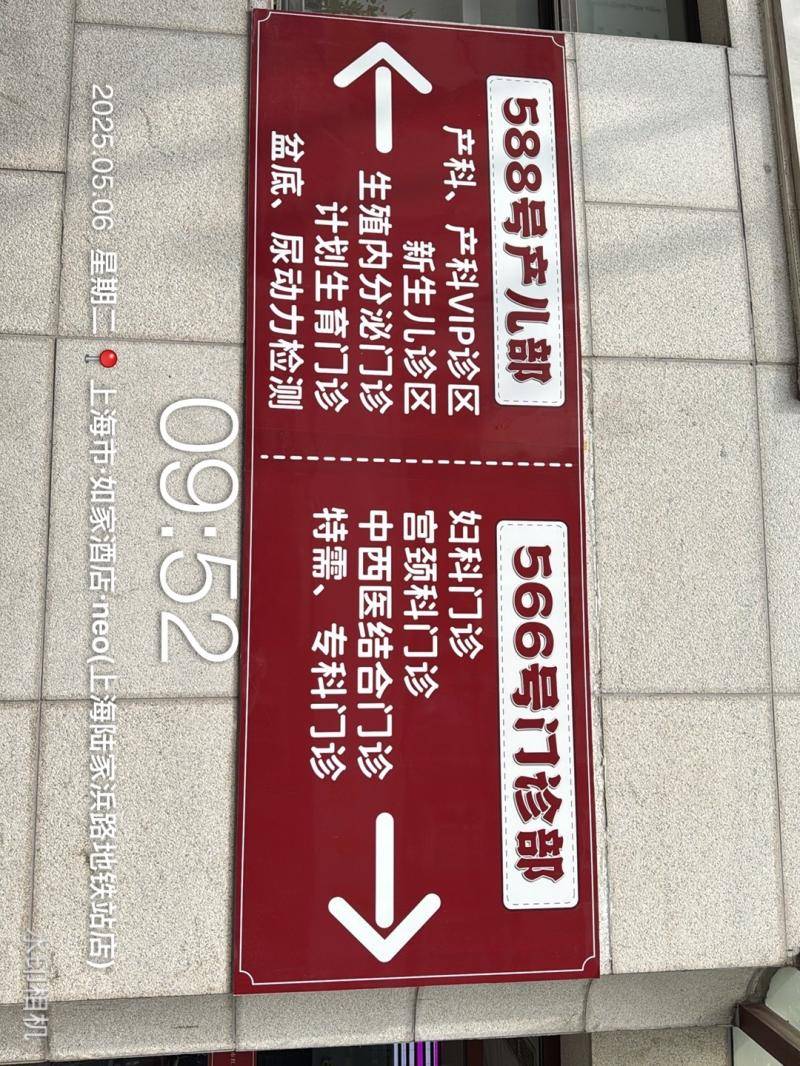 588号产儿部
产科、产科VIP诊区
新生儿诊区
生殖内分泌门诊
计划生育门诊
盆底、尿动力检测
566号门诊部
妇科门诊
宫颈科门诊
中西医结合门诊
特需、专科门诊
09:52
2025.05.06 星期二 上海市·如家酒店·neo(上海陆家浜路地铁站店)
水印相机